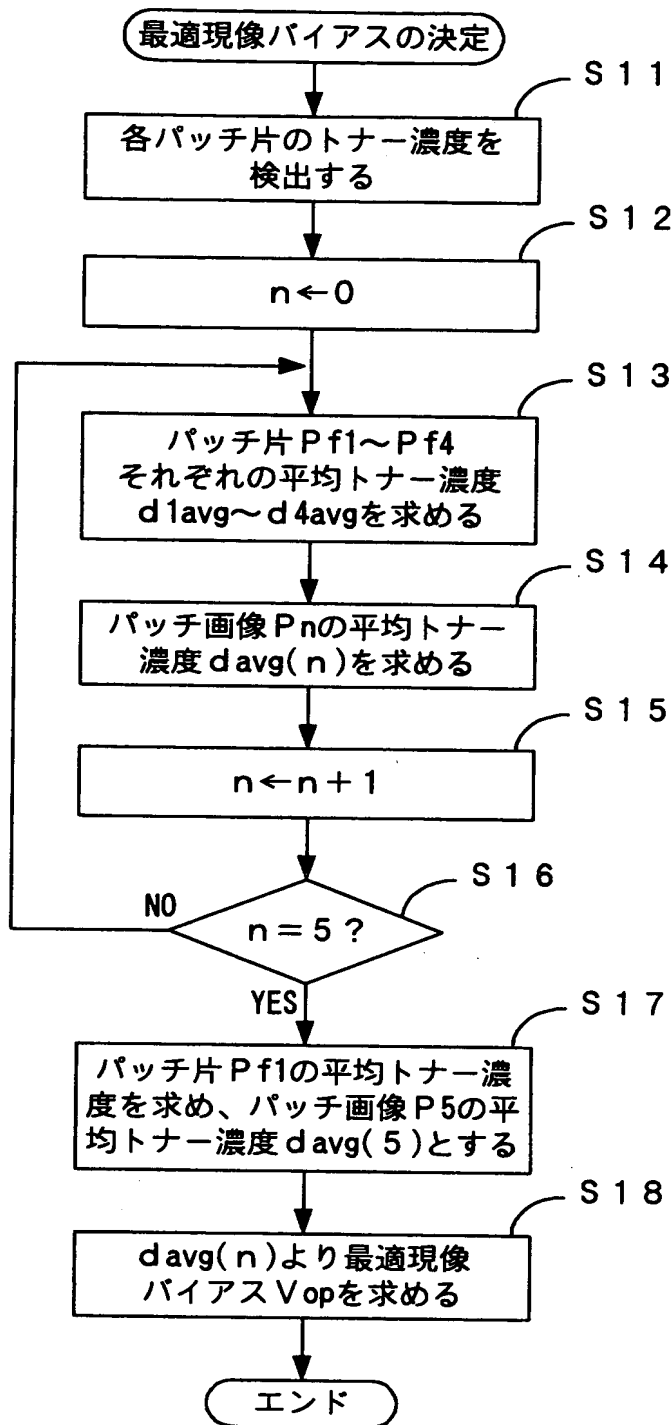 最適現像バイアスの決定
S11
各パッチ片のトナー濃度を
検出する
S12
n←0
S13
パッチ片Pf1～Pf4
それぞれの平均トナー濃度
d1avg～d4avgを求める
S14
パッチ画像Pnの平均トナー
濃度davg(n)を求める
S15
n←n+1
S16
n=5?
NO
YES
S17
パッチ片Pf1の平均トナー濃
度を求め、パッチ画像P5の平
均トナー濃度davg(5)とする
S18
davg(n)より最適現像
バイアスVopを求める
エンド